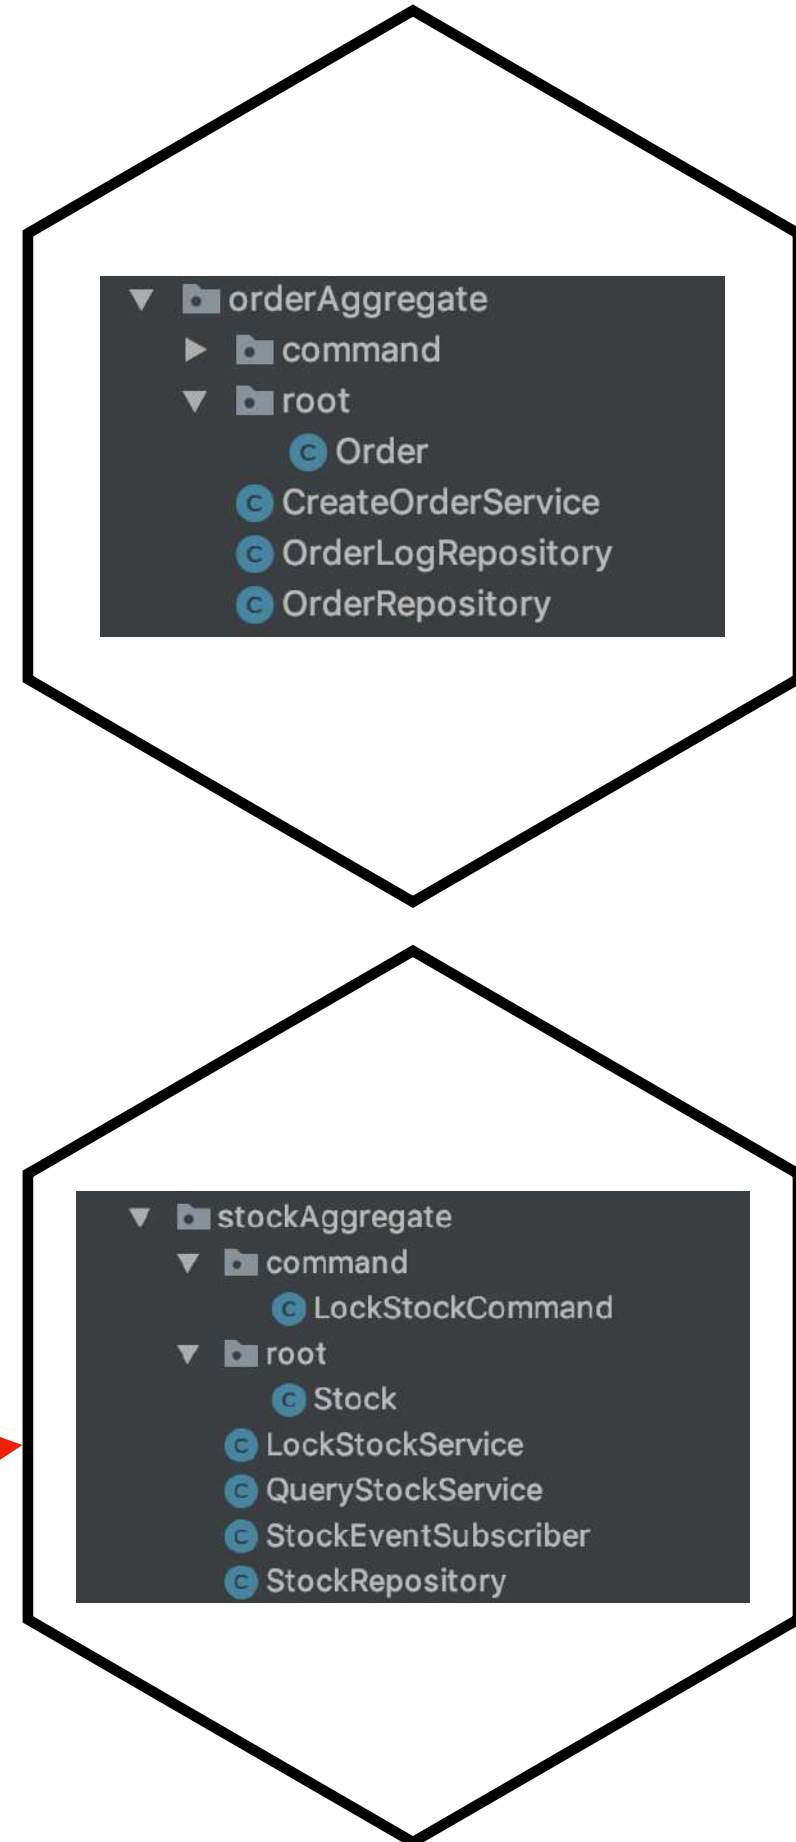 orderAggregate
command
root
C Order
C CreateOrderService
C OrderLogRepository
C OrderRepository
stockAggregate
command
C LockStockCommand
root
C Stock
C LockStockService
C QueryStockService
C StockEventSubscriber
C StockRepository